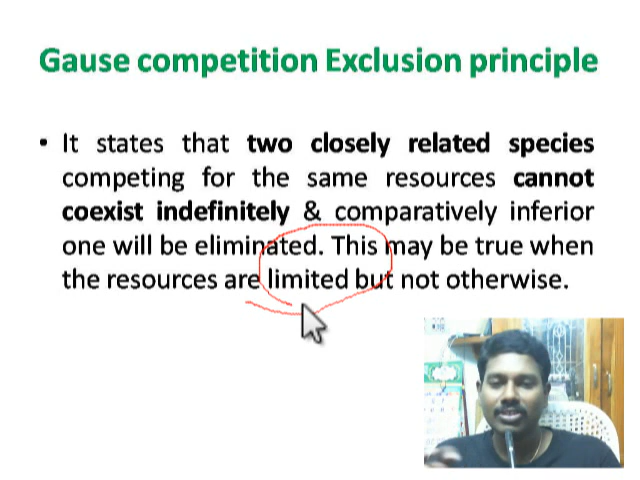 Gause competition Exclusion principle
• It states that two closely related species
competing for the same resources cannot
coexist indefinitely & comparatively inferior
one will be eliminated. This may be true when
the resources are limited but not otherwise.